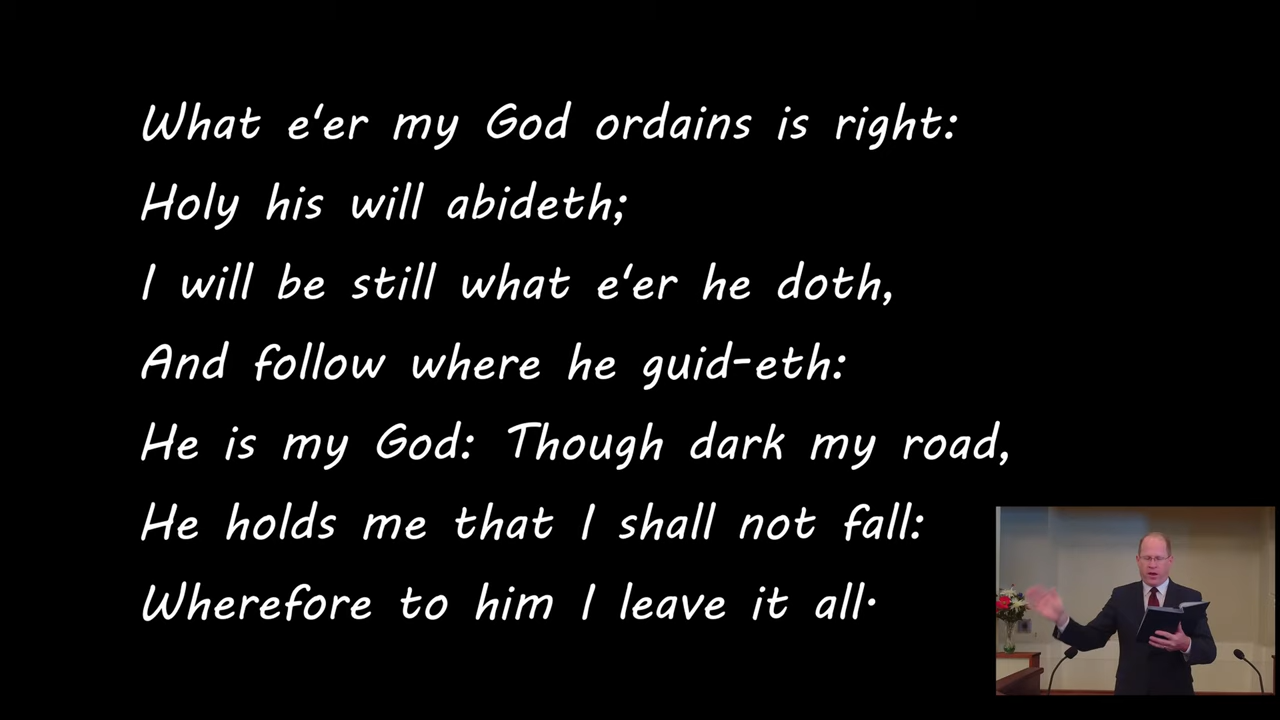 What e'er my God ordains is right:
Holy his will abideth;
I will be still what e'er he doth,
And follow where he guid-eth:
He is my God: Though dark my road,
He holds me that I shall not fall:
Wherefore to him I leave it all.